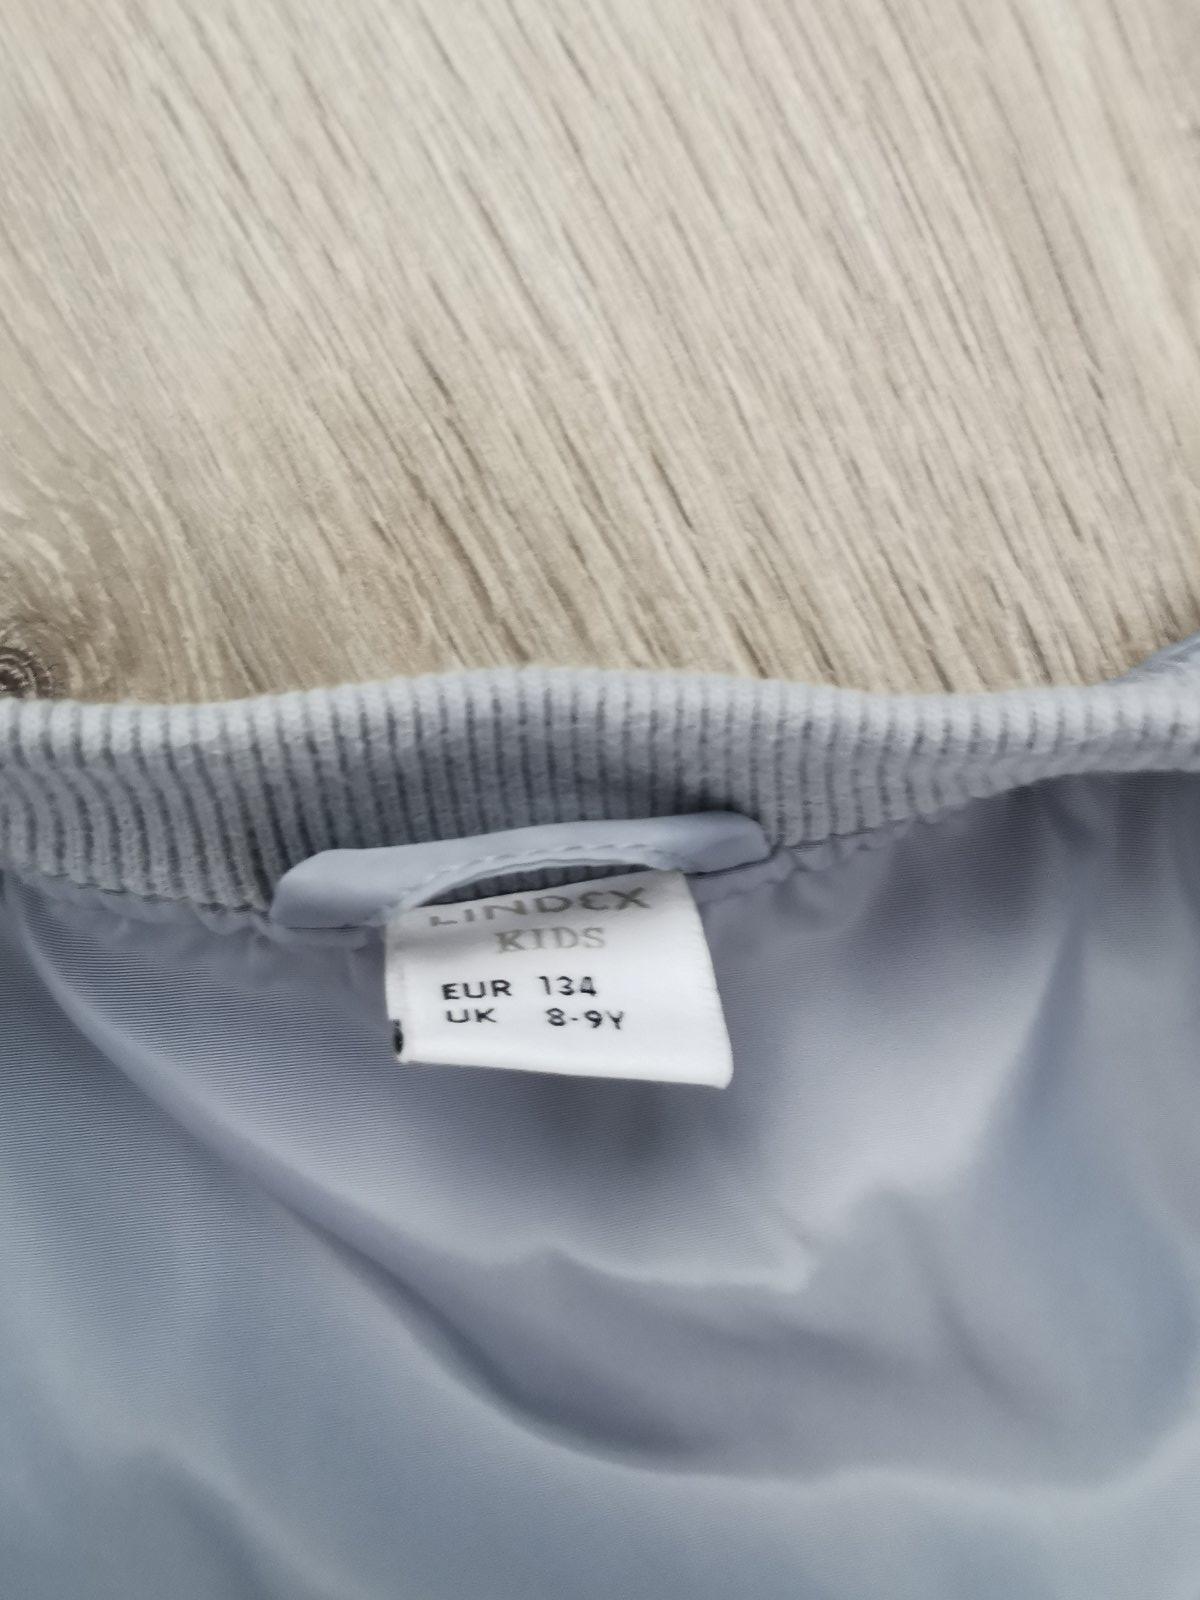 LINDEX
KIDS
EUR 134
UK 8-9Y